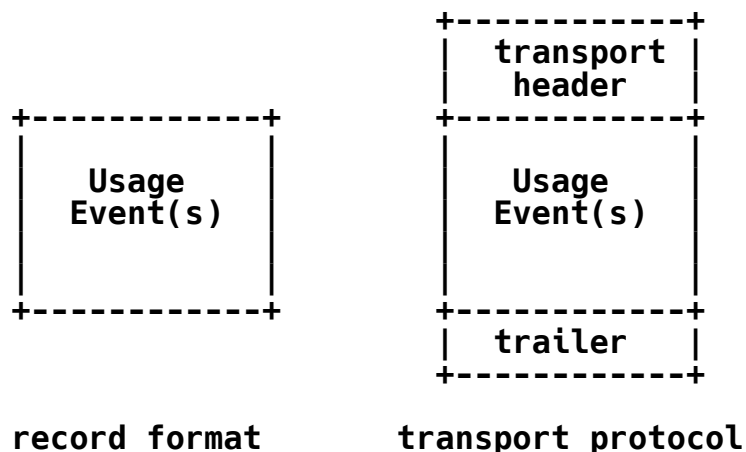 transport
header
Usage
Event(s)
Usage
Event(s)
trailer
record format
transport protocol